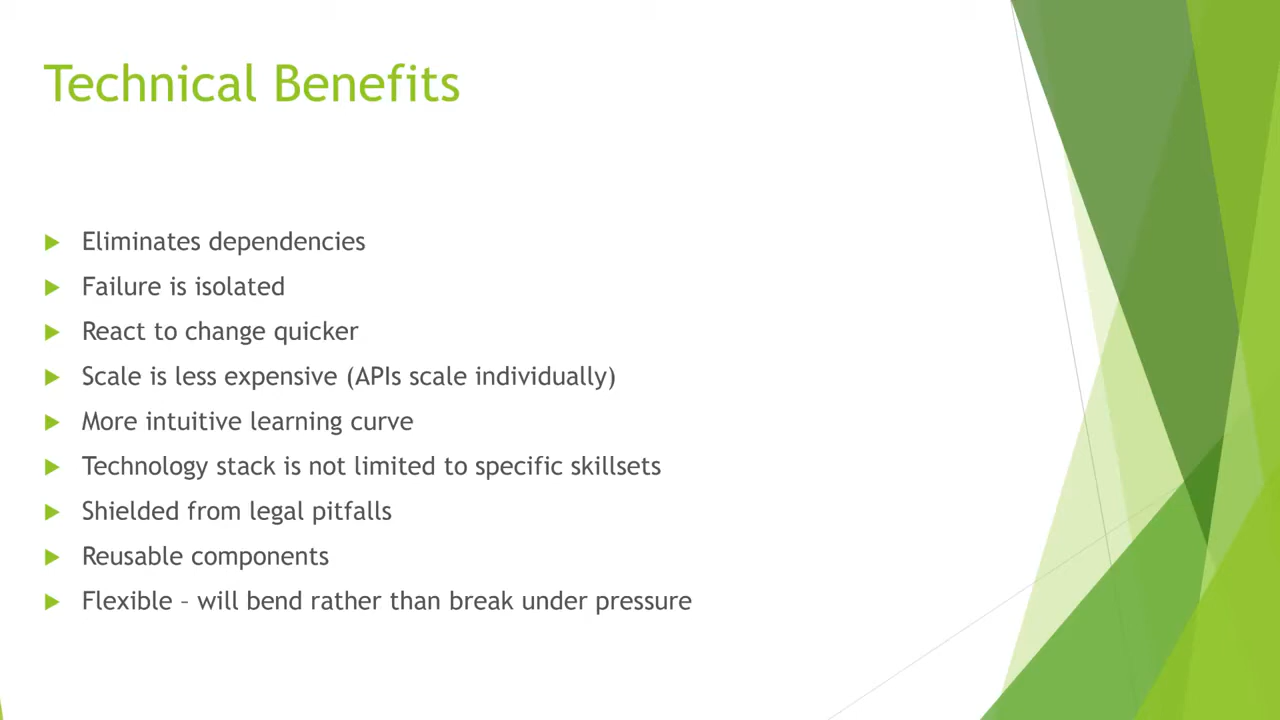 Technical Benefits
Eliminates dependencies
Failure is isolated
React to change quicker
Scale is less expensive (APIs scale individually)
More intuitive learning curve
Technology stack is not limited to specific skillsets
Shielded from legal pitfalls
Reusable components
Flexible – will bend rather than break under pressure